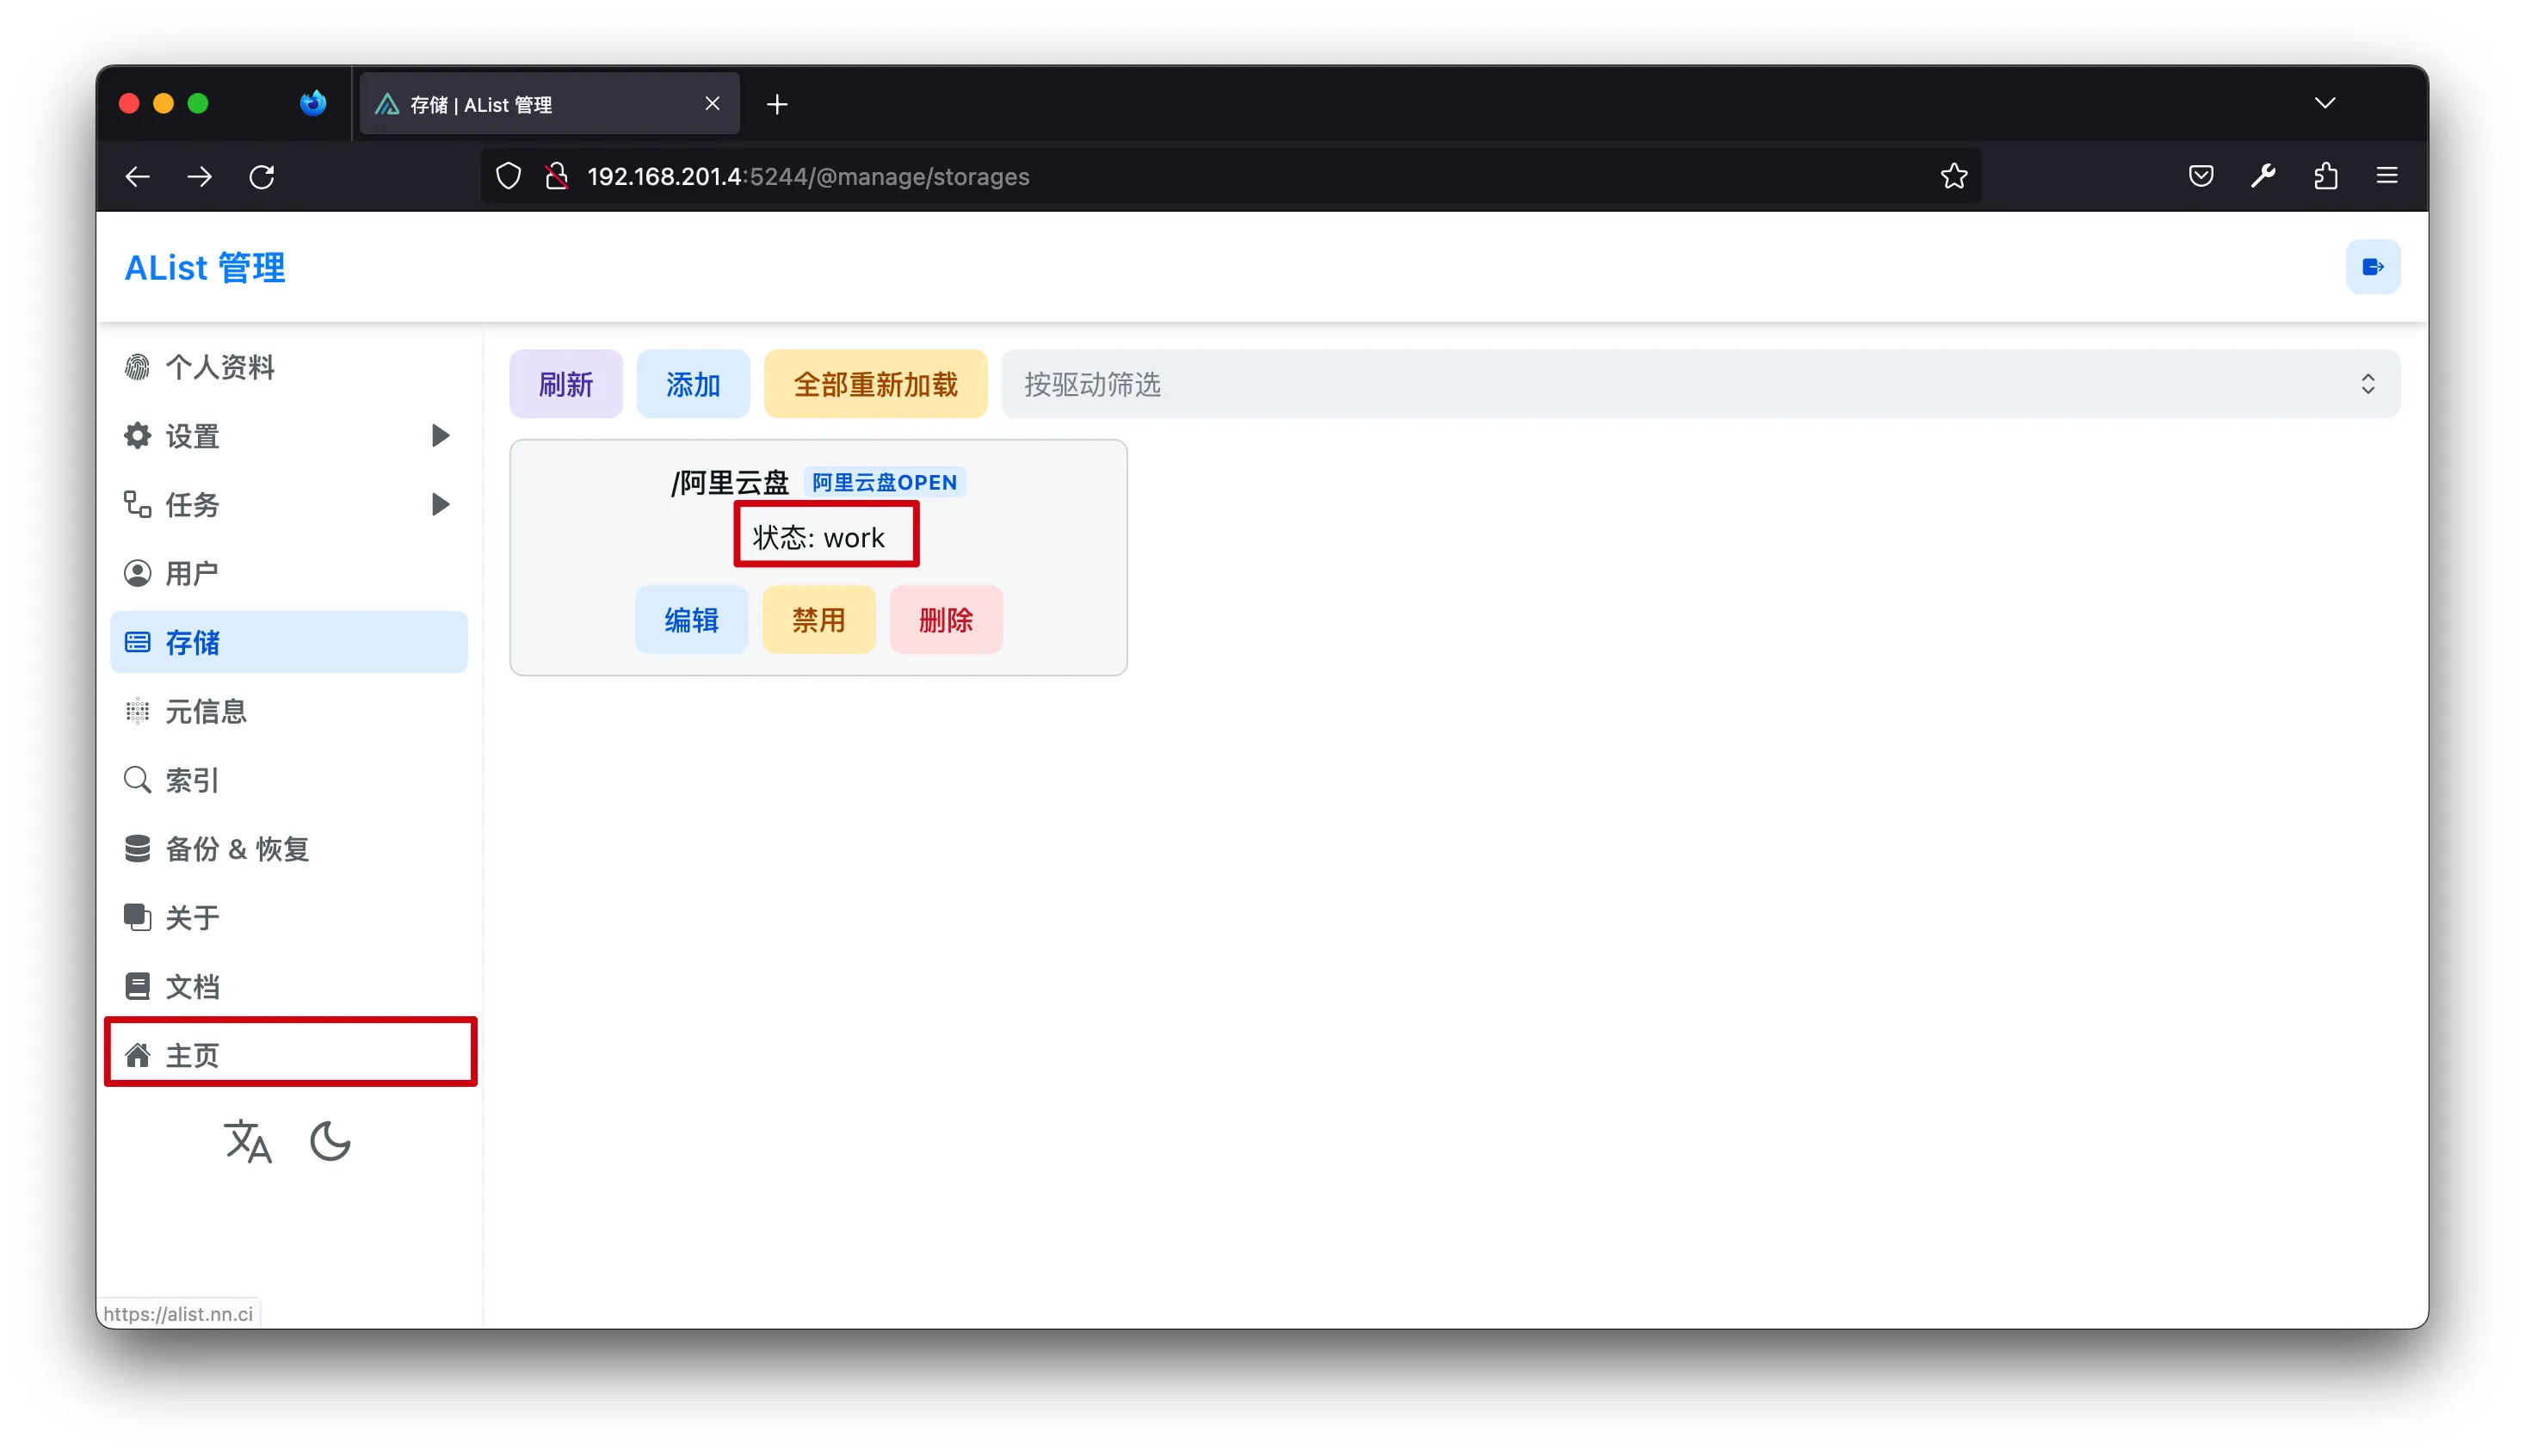 存储 | AList 管理
192.168.201.4:5244/@manage/storages
AList 管理
个人资料
设置
任务
用户
存储
元信息
索引
备份 & 恢复
关于
文档
主页
刷新
添加
全部重新加载
按驱动筛选
/阿里云盘 阿里云盘OPEN
状态: work
编辑
禁用
删除
https://alist.nn.ci